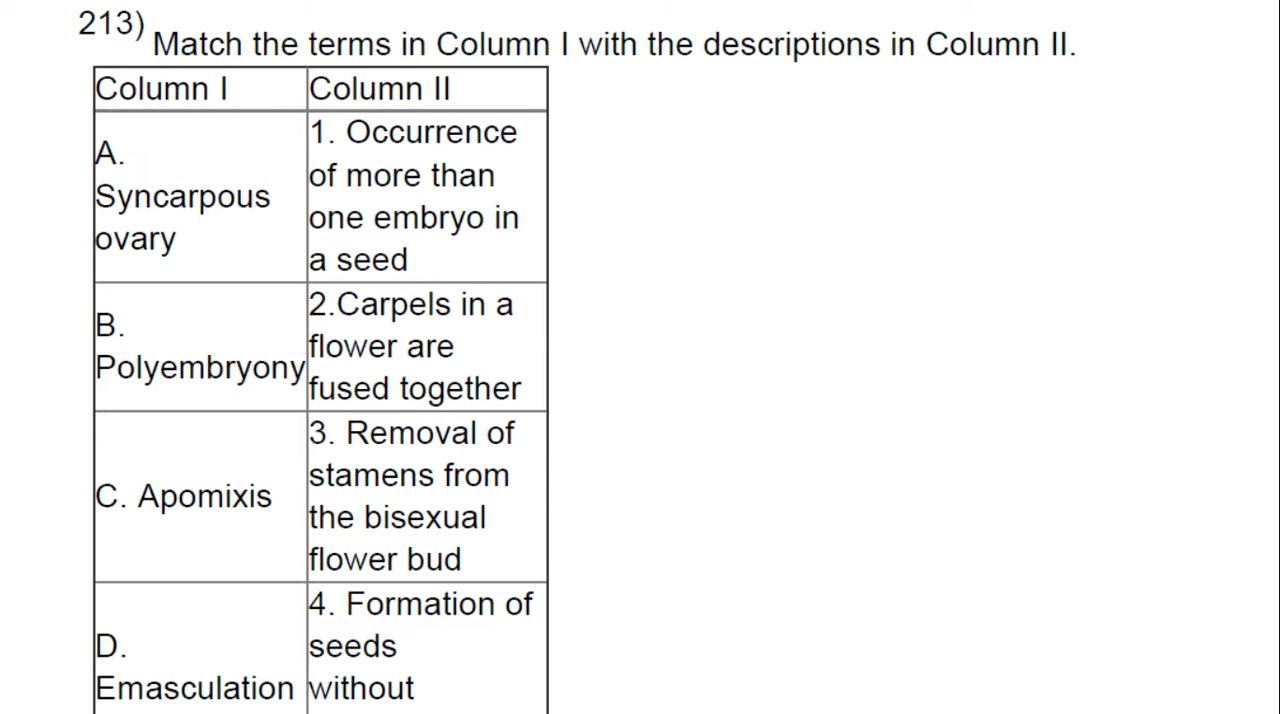 213)
Match the terms in Column I with the descriptions in Column II.
Column I
Column II
A.
Syncarpous
ovary
1. Occurrence
of more than
one embryo in
a seed
B.
Polyembryony
2.Carpels in a
flower are
fused together
C. Apomixis
3. Removal of
stamens from
the bisexual
flower bud
D.
Emasculation
4. Formation of
seeds
without